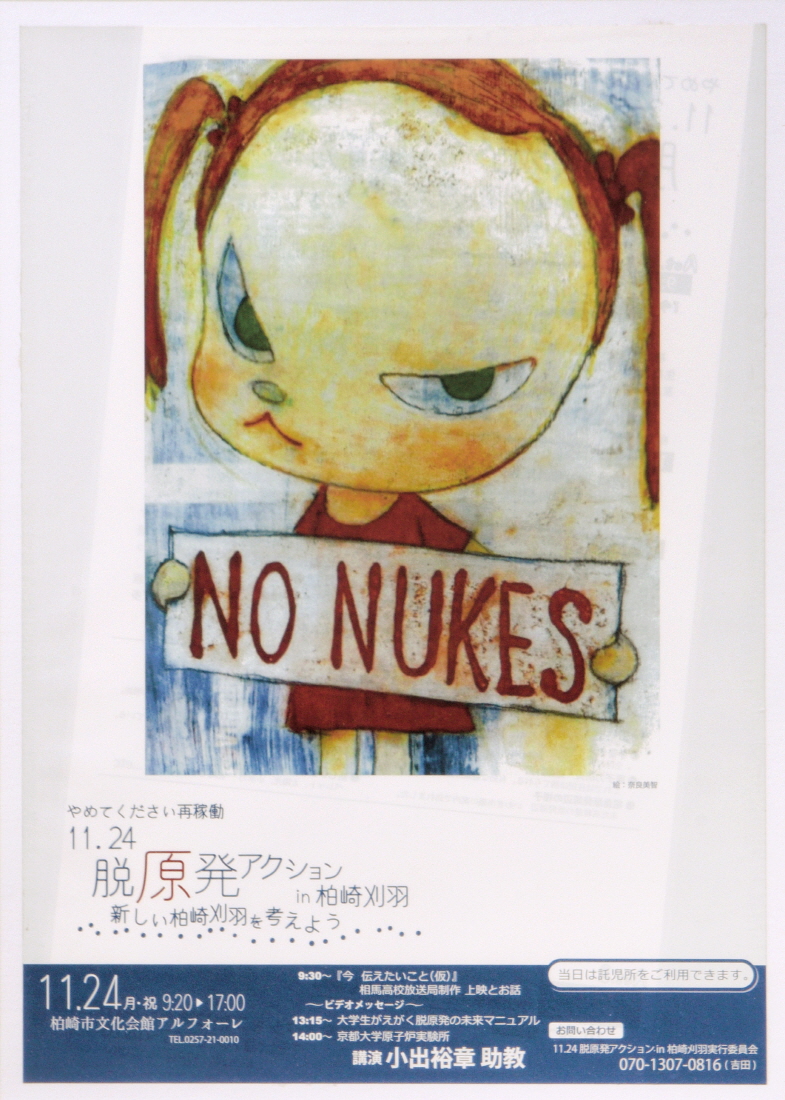 NO NUKES
絵：奈良美智
やめてください再稼働
11.24
脱原発アクション
in 柏崎刈羽
新しい柏崎刈羽を考えよう
11.24月・祝 9:20▶17:00
柏崎市文化会館アルフォーレ
TEL.0257-21-0010
9:30～『今 伝えたいこと(仮)』
相馬高校放送局制作 上映とお話
～ビデオメッセージ～
13:15～ 大学生がえがく脱原発の未来マニュアル
14:00～ 京都大学原子炉実験所
講演 小出裕章 助教
当日は託児所をご利用できます。
お問い合わせ
11.24 脱原発アクション in 柏崎刈羽実行委員会
070-1307-0816 (吉田)